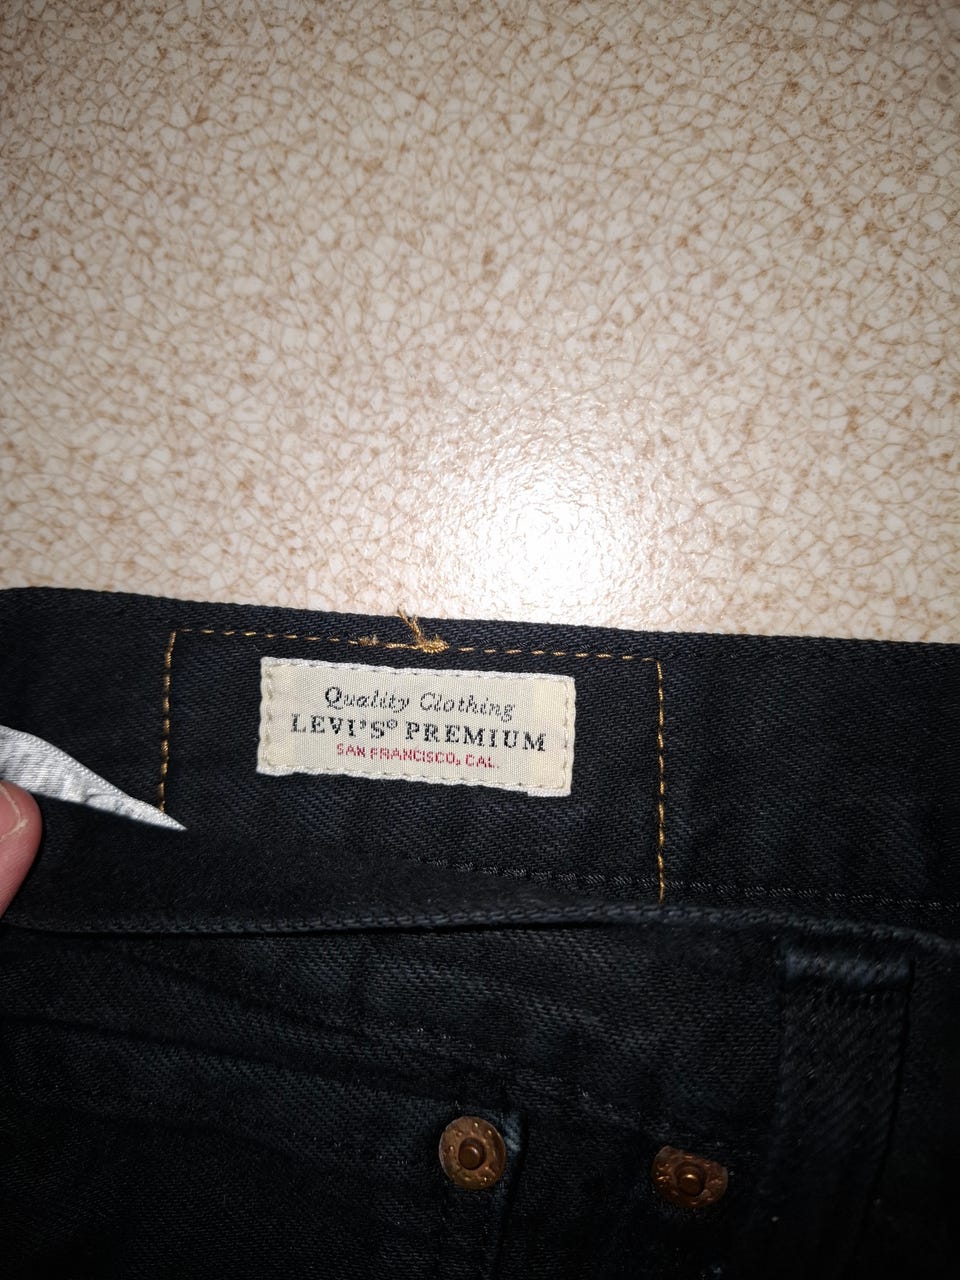 Quality Clothing
LEVI'S® PREMIUM
SAN FRANCISCO, CAL.